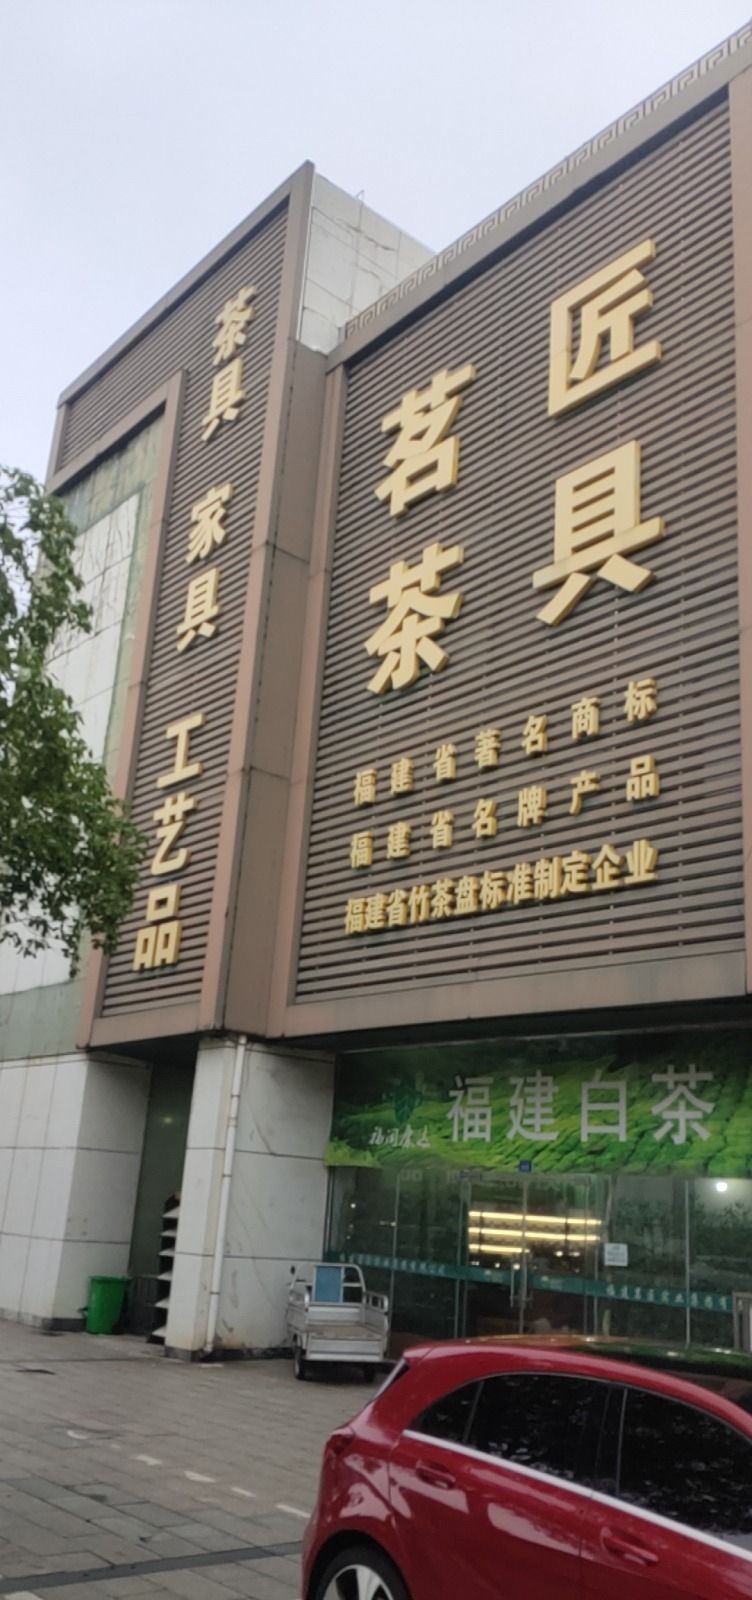 茶具 家具 工艺品
茗匠
茶具
福建省著名商标
福建省名牌产品
福建省竹茶盘标准制定企业
福建白茶